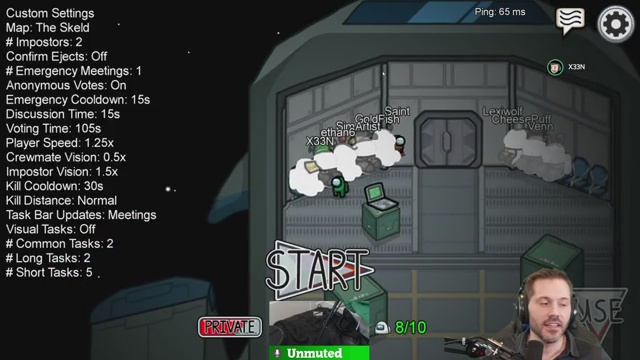 Custom Settings
Map: The Skeld
# Impostors: 2
Confirm Ejects: Off
# Emergency Meetings: 1
Anonymous Votes: On
Emergency Cooldown: 15s
Discussion Time: 15s
Voting Time: 105s
Player Speed: 1.25x
Crewmate Vision: 0.5x
Impostor Vision: 1.5x
Kill Cooldown: 30s
Kill Distance: Normal
Task Bar Updates: Meetings
Visual Tasks: Off
# Common Tasks: 2
# Long Tasks: 2
# Short Tasks: 5
Ping: 65 ms
X33N
Saint
GoldFish
SimArtist
ethan6
X33N
Lexiwolf
CheesePuff
Venn
START
PRIVATE
8/10
Unmuted